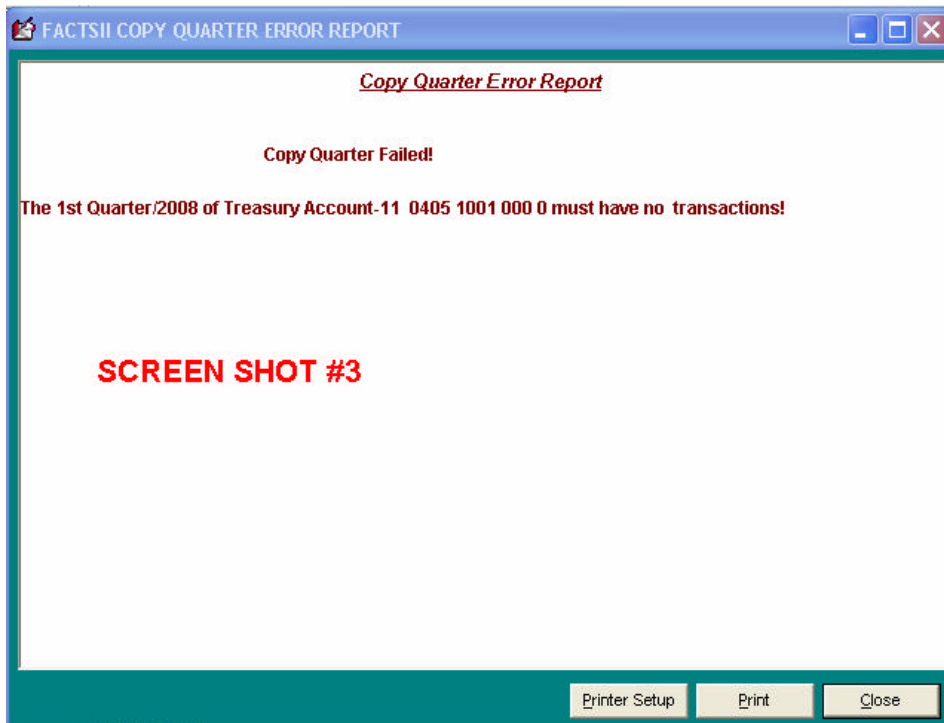 FACTSII COPY QUARTER ERROR REPORT
Copy Quarter Error Report
Copy Quarter Failed!
The 1st Quarter/2008 of Treasury Account-11  0405 1001 000 0 must have no  transactions!
SCREEN SHOT #3
Printer Setup Print Close